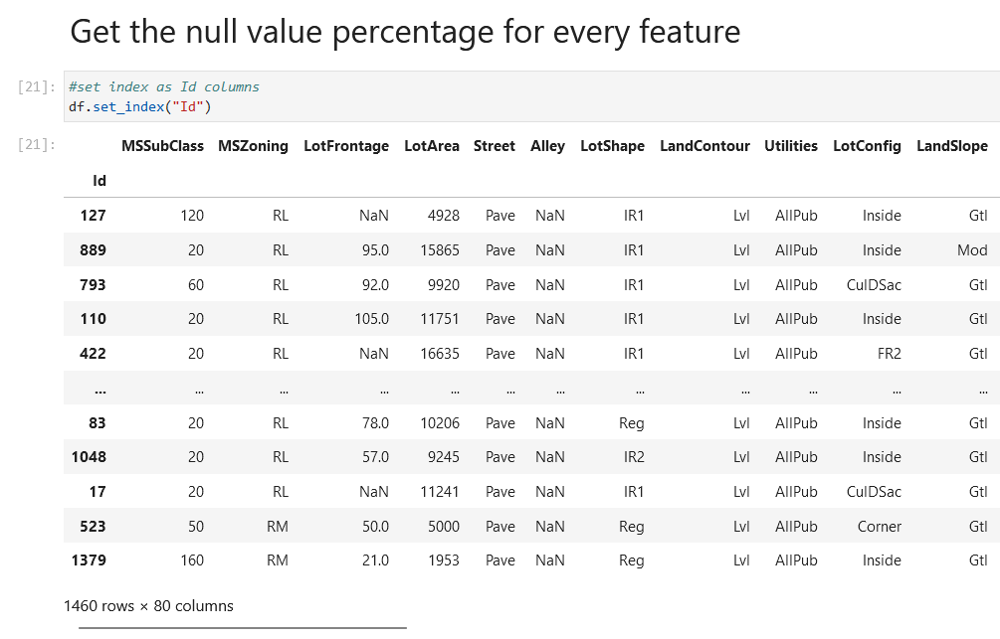 Get the null value percentage for every feature
[21]: #set index as Id columns
df.set_index("Id")
[21]: MSSubClass MSZoning LotFrontage LotArea Street Alley LotShape LandContour Utilities LotConfig LandSlope
Id
127 120 RL NaN 4928 Pave NaN IR1 Lvl AllPub Inside Gtl
889 20 RL 95.0 15865 Pave NaN IR1 Lvl AllPub Inside Mod
793 60 RL 92.0 9920 Pave NaN IR1 Lvl AllPub CulDSac Gtl
110 20 RL 105.0 11751 Pave NaN IR1 Lvl AllPub Inside Gtl
422 20 RL NaN 16635 Pave NaN IR1 Lvl AllPub FR2 Gtl
... ... ... ... ... ... ... ... ... ... ... ...
83 20 RL 78.0 10206 Pave NaN Reg Lvl AllPub Inside Gtl
1048 20 RL 57.0 9245 Pave NaN IR2 Lvl AllPub Inside Gtl
17 20 RL NaN 11241 Pave NaN IR1 Lvl AllPub CulDSac Gtl
523 50 RM 50.0 5000 Pave NaN Reg Lvl AllPub Corner Gtl
1379 160 RM 21.0 1953 Pave NaN Reg Lvl AllPub Inside Gtl
1460 rows × 80 columns